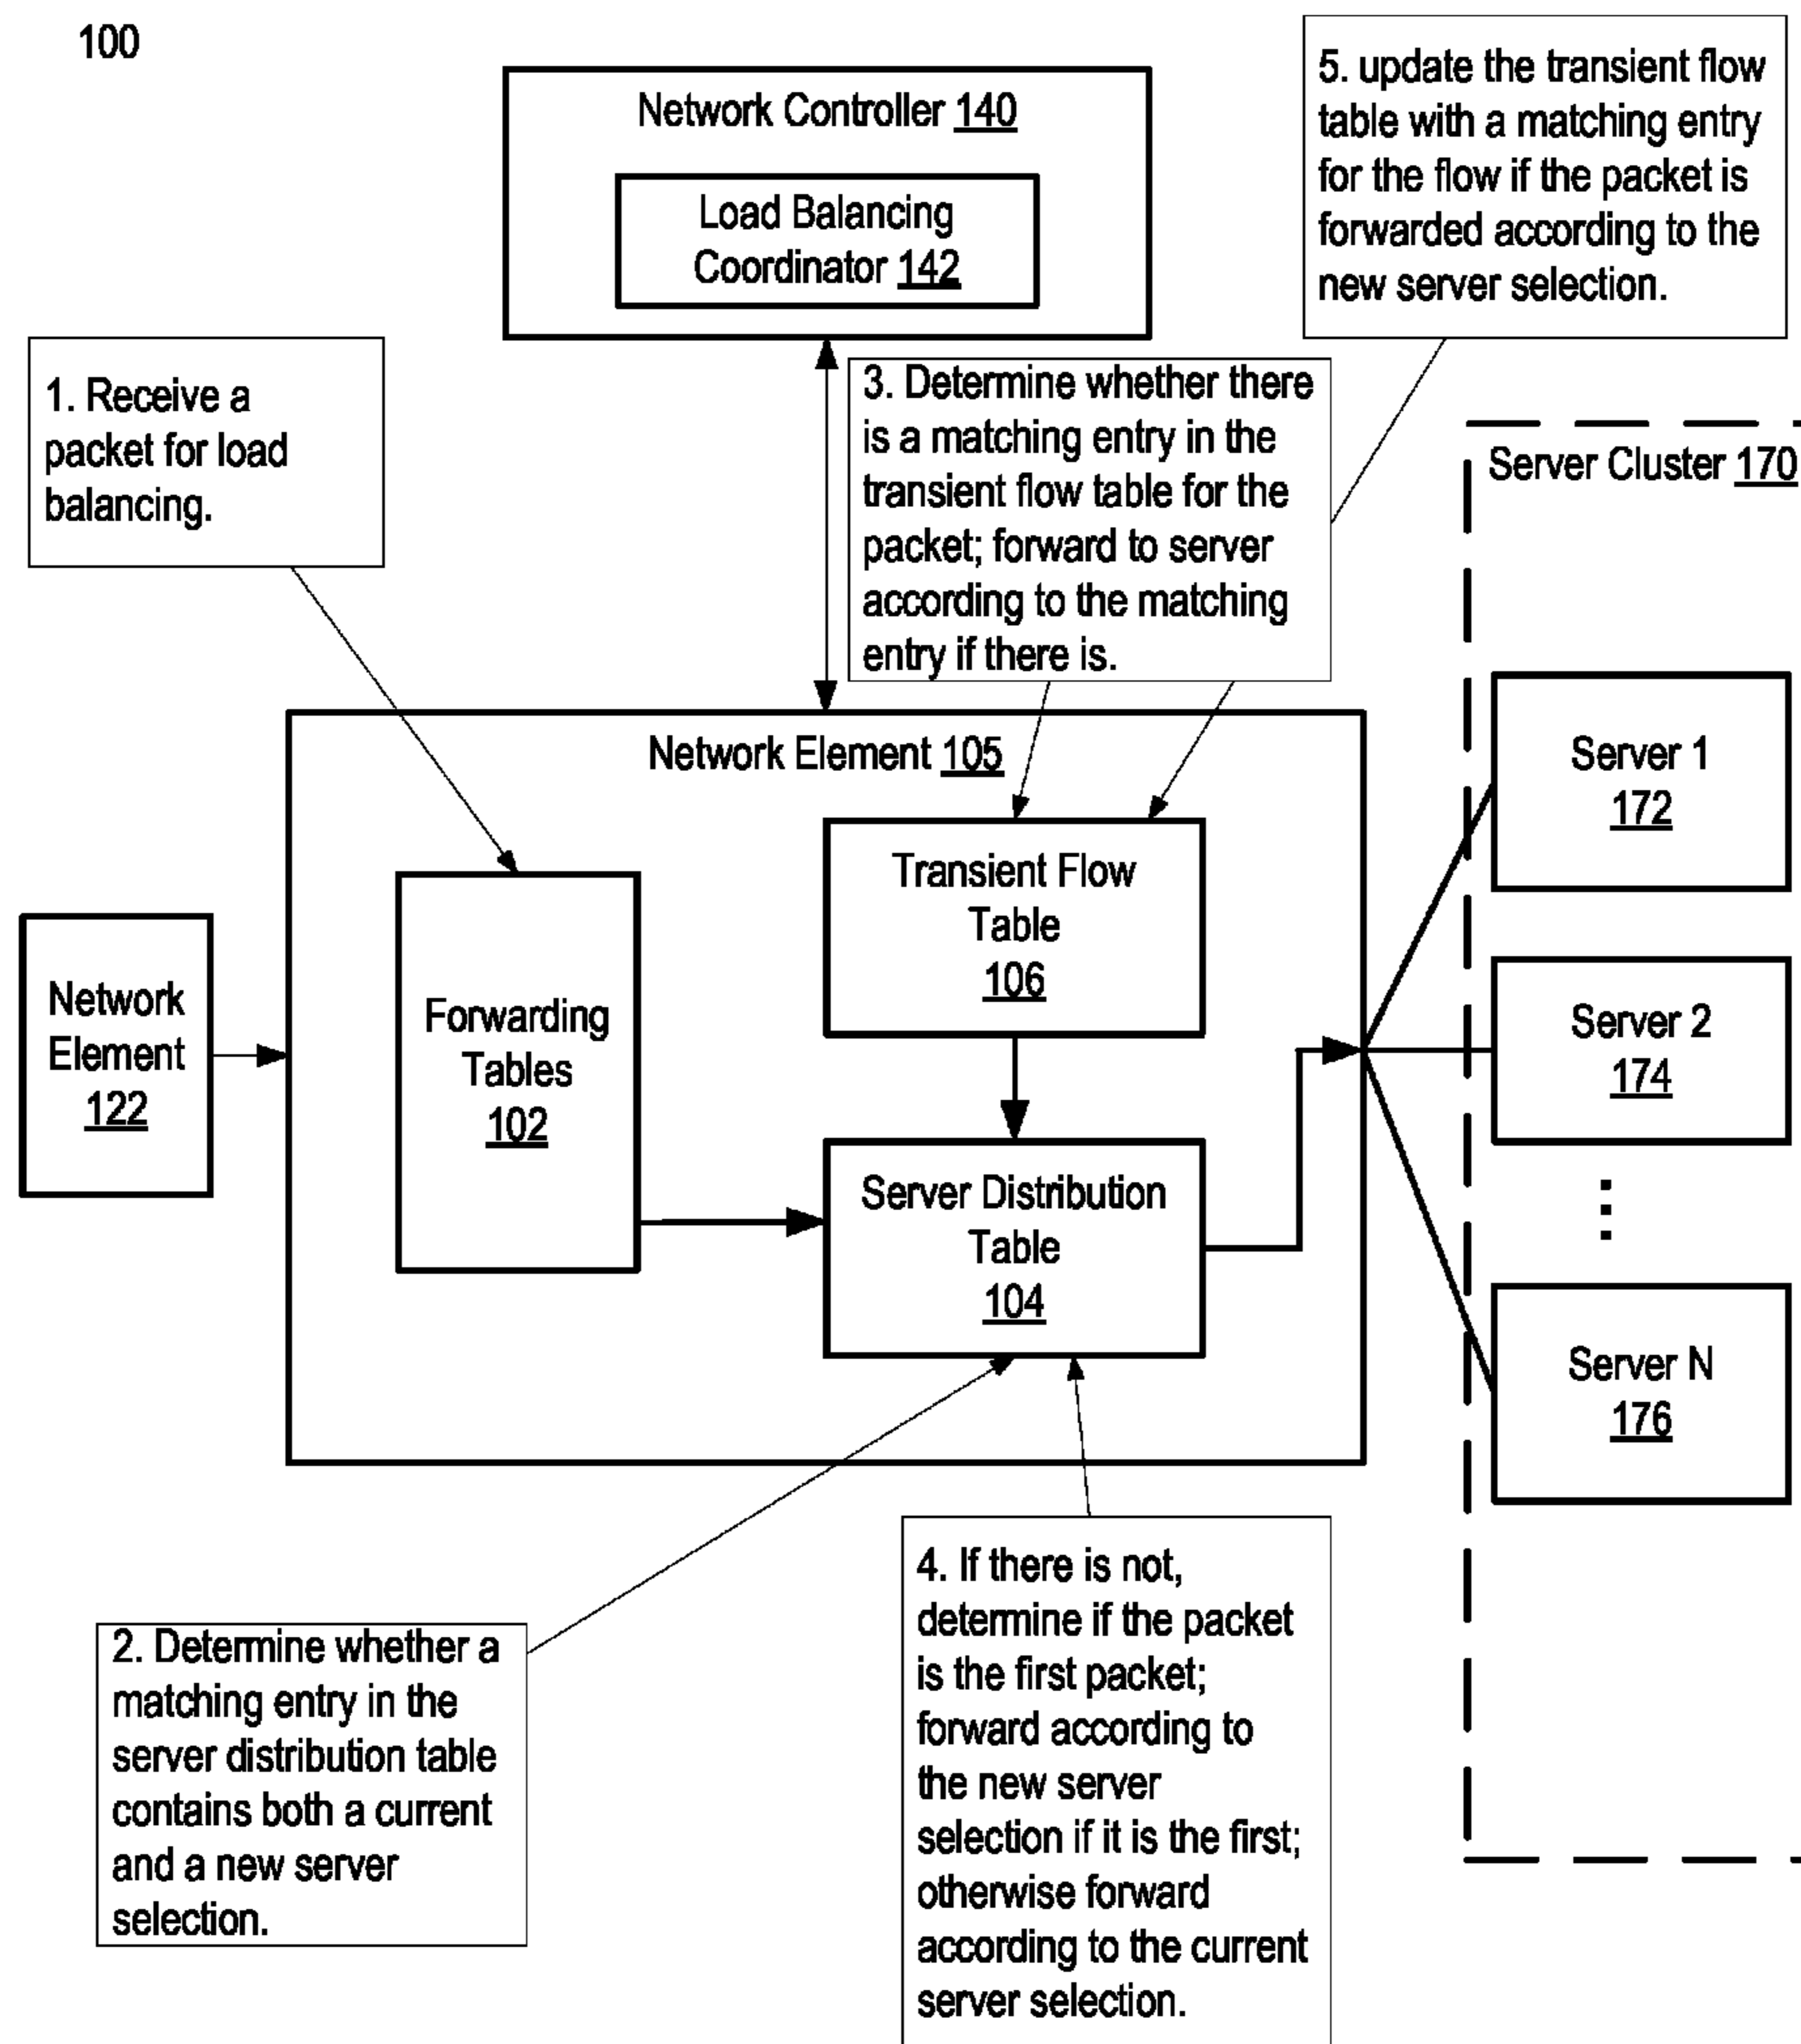 100
Network Controller 140
Load Balancing
Coordinator 142
5. update the transient flow
table with a matching entry
for the flow if the packet is
forwarded according to the
new server selection.
1. Receive a
packet for load
balancing.
3. Determine whether there
is a matching entry in the
transient flow table for the
packet; forward to server
according to the matching
entry if there is.
Server Cluster 170
Network Element 105
Server 1
172
Transient Flow
Table
106
Network
Element
122
Forwarding
Tables
102
Server 2
174
Server Distribution
Table
104
Server N
176
2. Determine whether a
matching entry in the
server distribution table
contains both a current
and a new server
selection.
4. If there is not,
determine if the packet
is the first packet;
forward according to
the new server
selection if it is the first;
otherwise forward
according to the current
server selection.